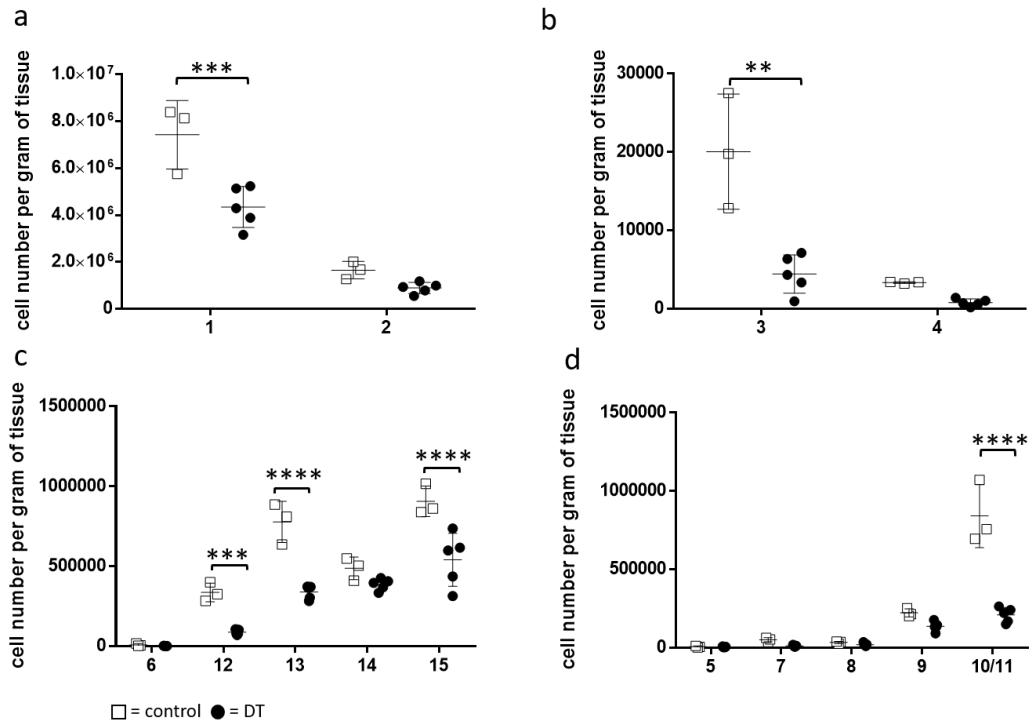 a
cell number per gram of tissue
1.0×10⁷
8.0×10⁶
6.0×10⁶
4.0×10⁶
2.0×10⁶
0
***
1 2
b
cell number per gram of tissue
30000
20000
10000
0
**
3 4
c
cell number per gram of tissue
1500000
1000000
500000
0
***
****
****
6 12 13 14 15
d
cell number per gram of tissue
1500000
1000000
500000
0
****
5 7 8 9 10/11
= control = DT